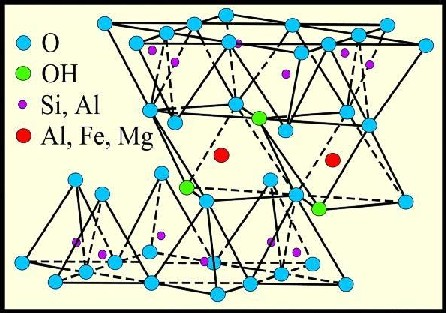 O
OH
Si, Al
Al, Fe, Mg